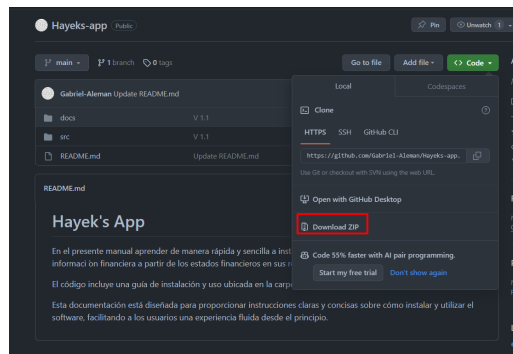 Hayeks-app Public
Pin
Unwatch 1
main
1 branch
0 tags
Go to file
Add file
Code
Gabriel-Aleman Update README.md
docs
V 1.1
src
V 1.1
README.md
Update README.md
Local
Codespaces
Clone
HTTPS SSH GitHub CLI
https://github.com/Gabriel-Aleman/Hayeks-app.
Use Git or checkout with SVN using the web URL.
Open with GitHub Desktop
Download ZIP
Code 55% faster with AI pair programming.
Start my free trial
Don't show again
README.md
Hayek's App
En el presente manual aprender de manera rápida y sencilla a inst
informaci òn financiera a partir de los estados financieros en sus r
El código incluye una guía de instalación y uso ubicada en la carpe
Esta documentación está diseñada para proporcionar instrucciones claras y concisas sobre cómo instalar y utilizar el
software, facilitando a los usuarios una experiencia fluida desde el principio.